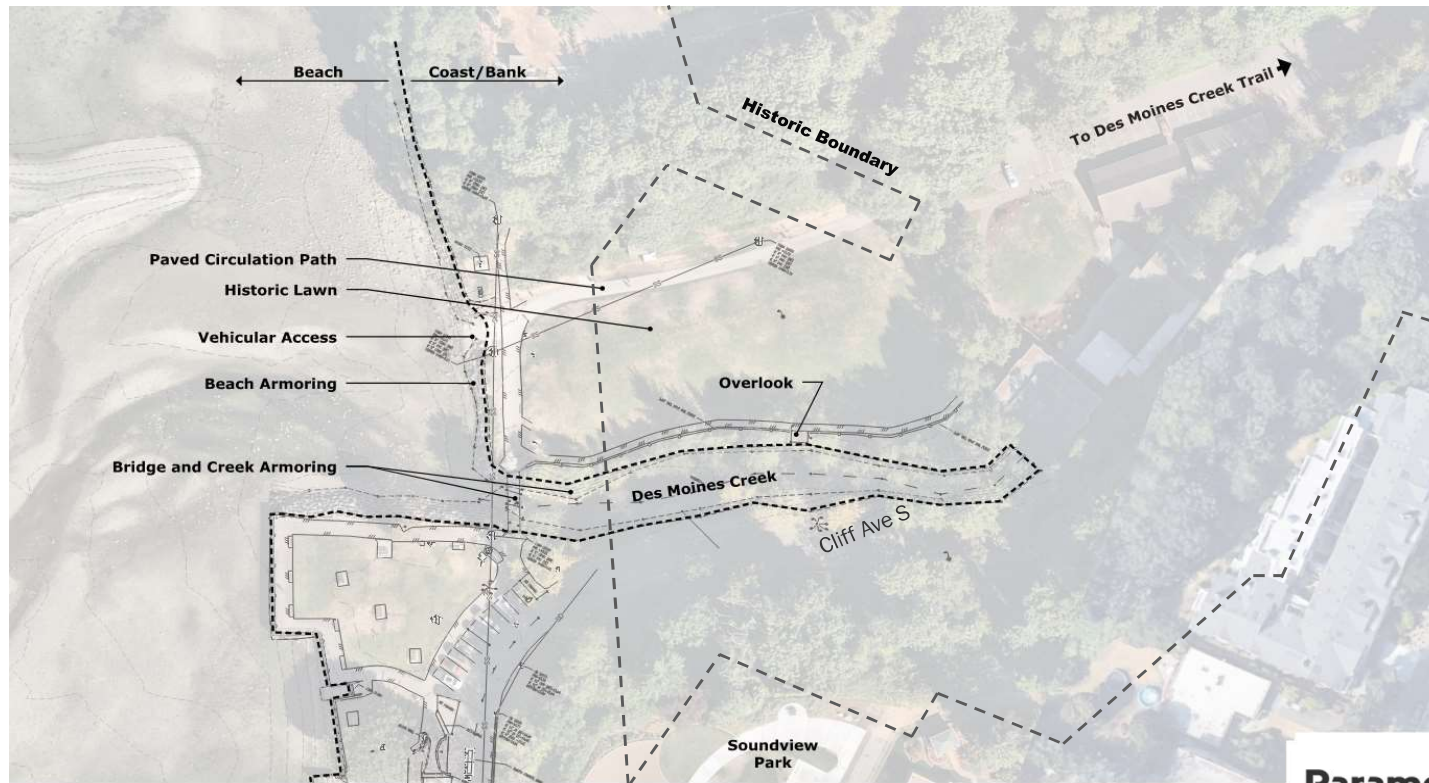 Beach
Coast/Bank
Historic Boundary
To Des Moines Creek Trail
Paved Circulation Path
Historic Lawn
Vehicular Access
Beach Armoring
Overlook
Bridge and Creek Armoring
Des Moines Creek
Cliff Ave S
Soundview
Park